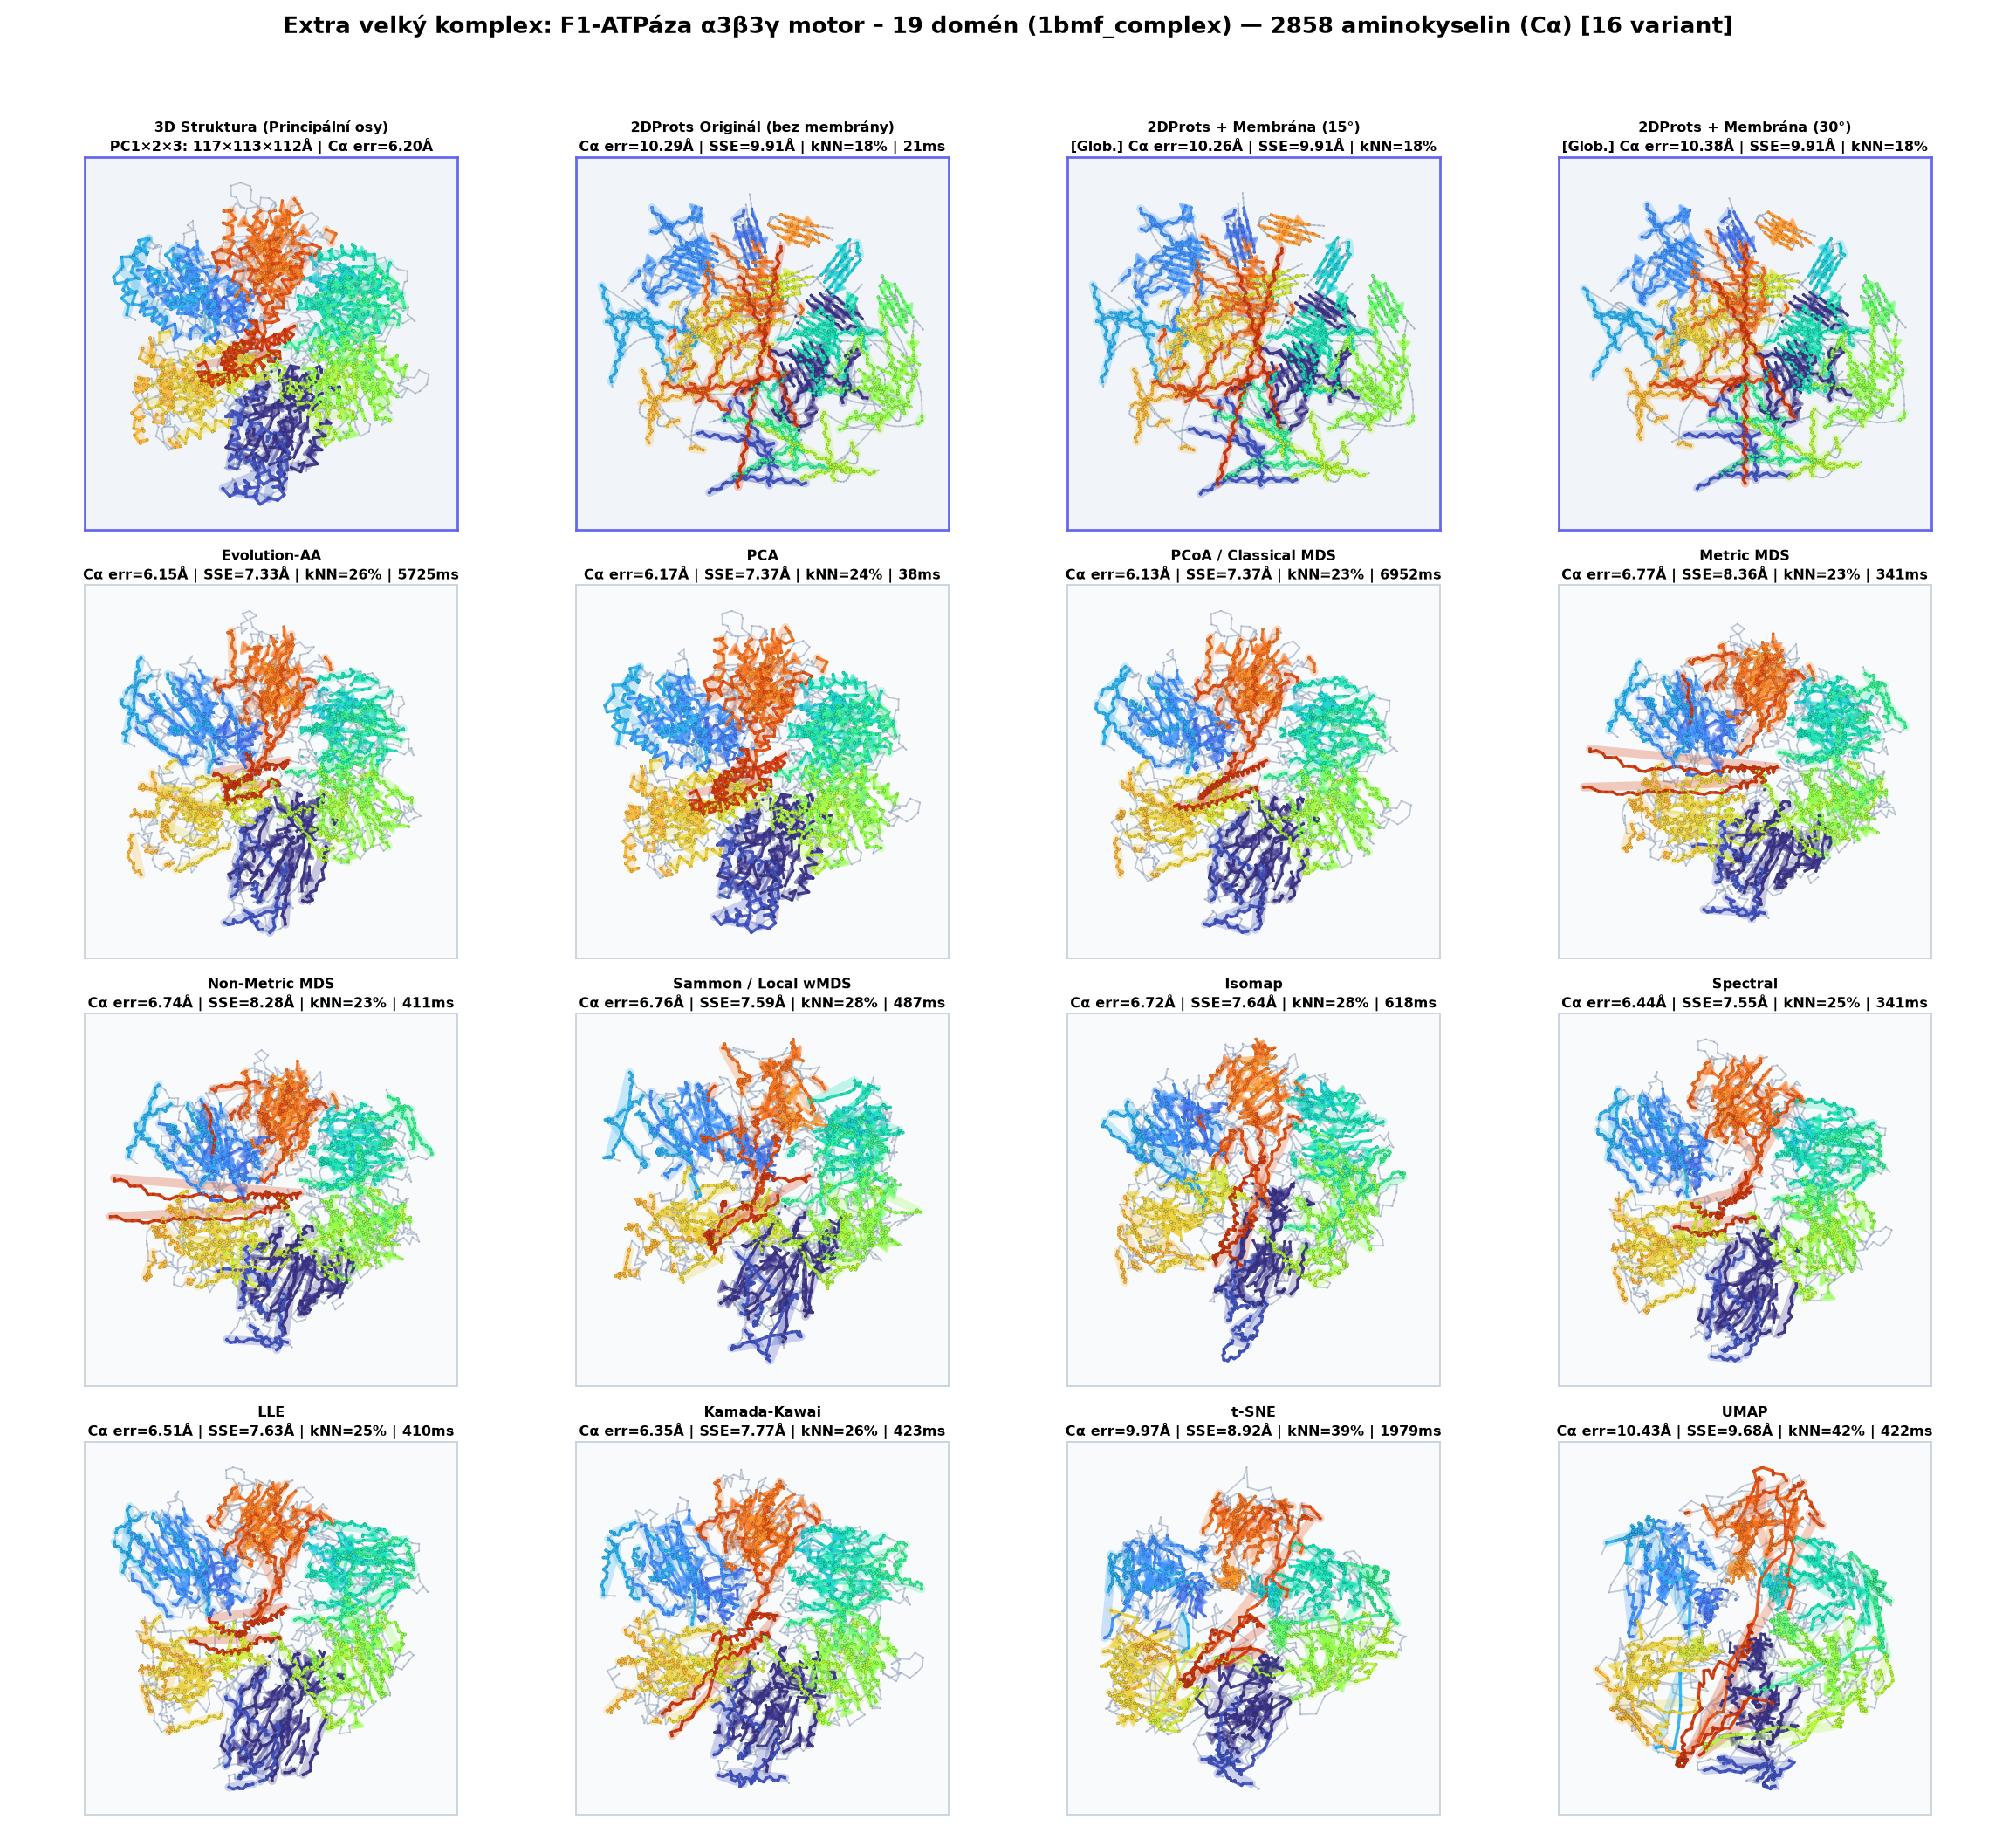 Extra velký komplex: F1-ATPáza α3β3γ motor – 19 domén (1bmf_complex) — 2858 aminokyselin (Cα) [16 variant]
3D Struktura (Principální osy)
PC1×2×3: 117×113×112Å | Cα err=6.20Å
2DProts Originál (bez membrány)
Cα err=10.29Å | SSE=9.91Å | kNN=18% | 21ms
2DProts + Membrána (15°)
[Glob.] Cα err=10.26Å | SSE=9.91Å | kNN=18%
2DProts + Membrána (30°)
[Glob.] Cα err=10.38Å | SSE=9.91Å | kNN=18%
Evolution-AA
Cα err=6.15Å | SSE=7.33Å | kNN=26% | 5725ms
PCA
Cα err=6.17Å | SSE=7.37Å | kNN=24% | 38ms
PCoA / Classical MDS
Cα err=6.13Å | SSE=7.37Å | kNN=23% | 6952ms
Metric MDS
Cα err=6.77Å | SSE=8.36Å | kNN=23% | 341ms
Non-Metric MDS
Cα err=6.74Å | SSE=8.28Å | kNN=23% | 411ms
Sammon / Local wMDS
Cα err=6.76Å | SSE=7.59Å | kNN=28% | 487ms
Isomap
Cα err=6.72Å | SSE=7.64Å | kNN=28% | 618ms
Spectral
Cα err=6.44Å | SSE=7.55Å | kNN=25% | 341ms
LLE
Cα err=6.51Å | SSE=7.63Å | kNN=25% | 410ms
Kamada-Kawai
Cα err=6.35Å | SSE=7.77Å | kNN=26% | 423ms
t-SNE
Cα err=9.97Å | SSE=8.92Å | kNN=39% | 1979ms
UMAP
Cα err=10.43Å | SSE=9.68Å | kNN=42% | 422ms